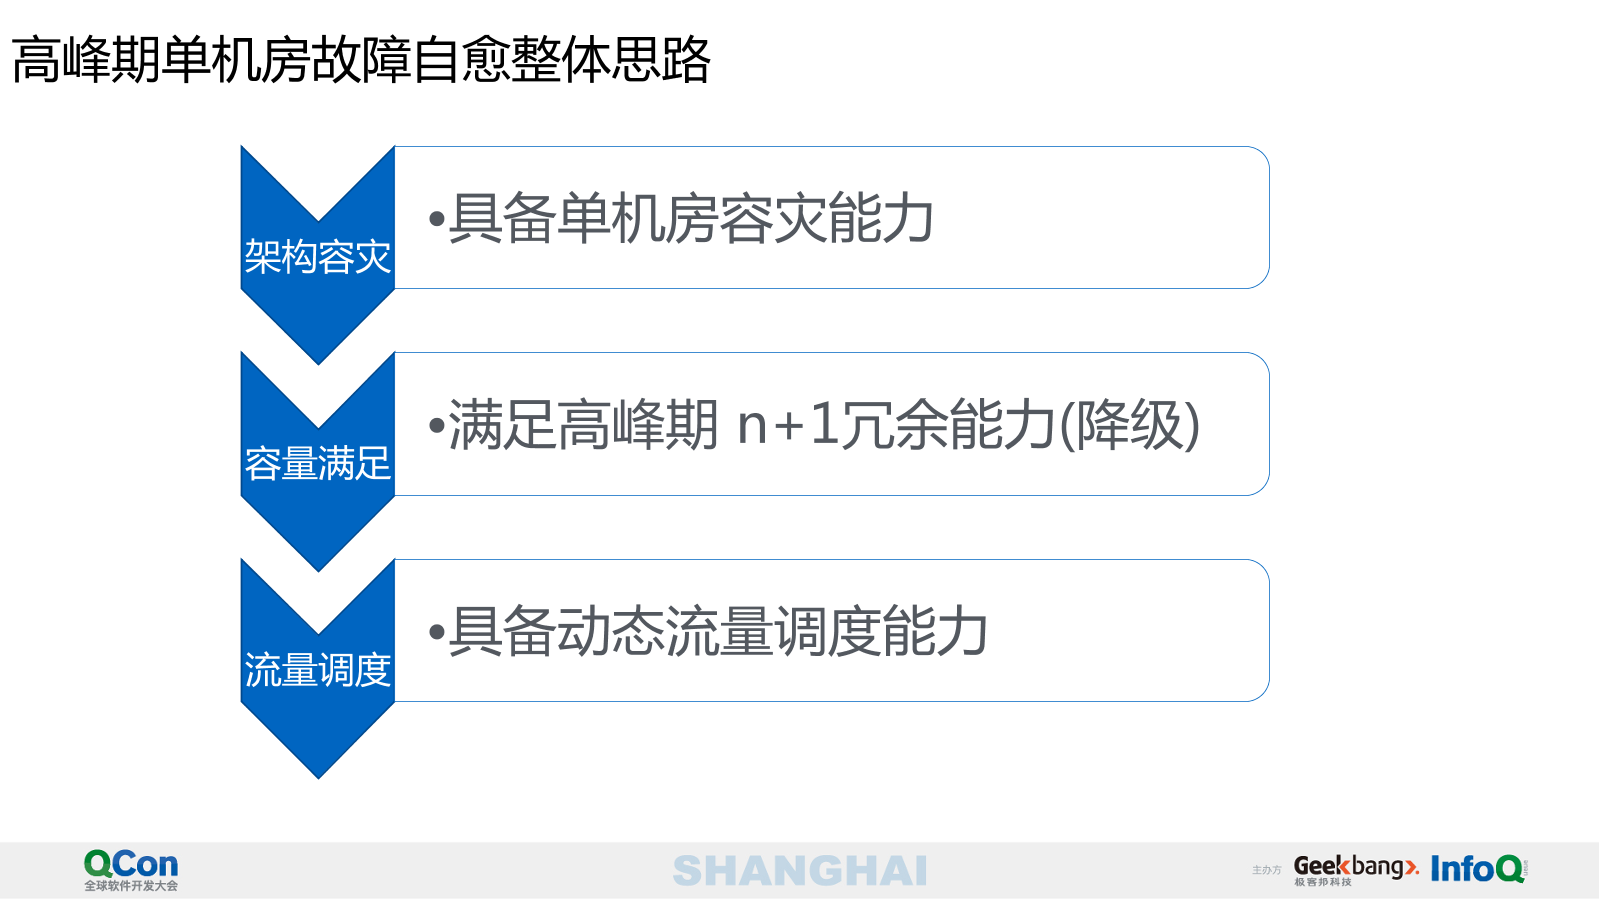 高峰期单机房故障自愈整体思路
架构容灾
•具备单机房容灾能力
容量满足
•满足高峰期 n+1冗余能力(降级)
流量调度
•具备动态流量调度能力
QCon
全球软件开发大会
SHANGHAI
主办方
Geekbang>.
极客邦科技
InfoQ